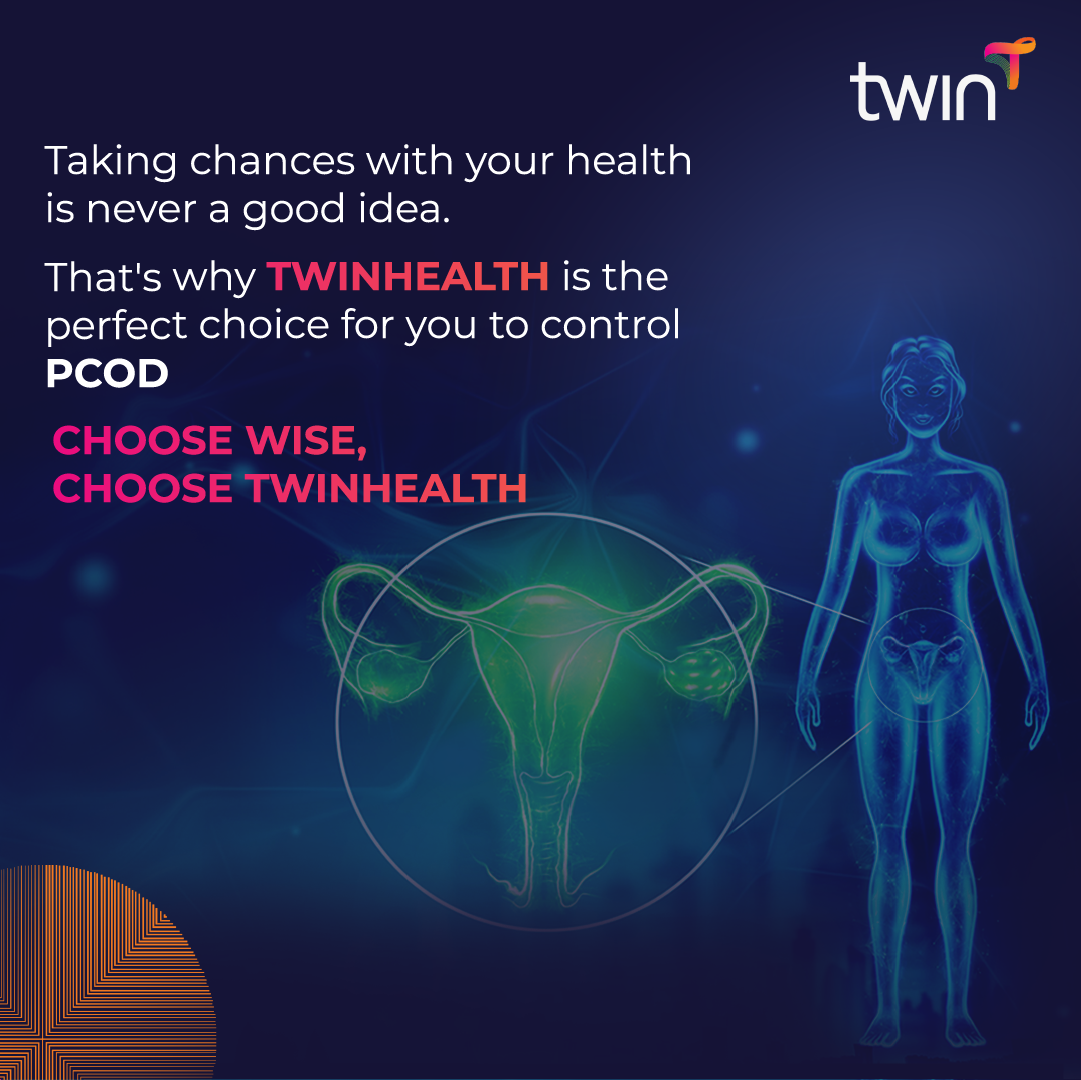 twin
Taking chances with your health
is never a good idea.
That's why TWINHEALTH is the
perfect choice for you to control
PCOD
CHOOSE WISE,
CHOOSE TWINHEALTH